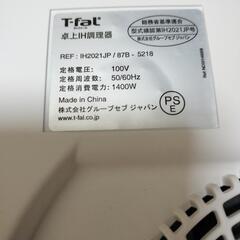 T-fal
卓上IH調理器
総務省基準適合
型式確認第IH2021JP号
株式会社グループセブ ジャパン
REF : IH2021JP / 87B - 5218
定格電圧： 100V
定格周波数： 50/60Hz
定格消費電力： 1400W
Made in China
株式会社グループセブ ジャパン
www.t-fal.co.jp
PS
E